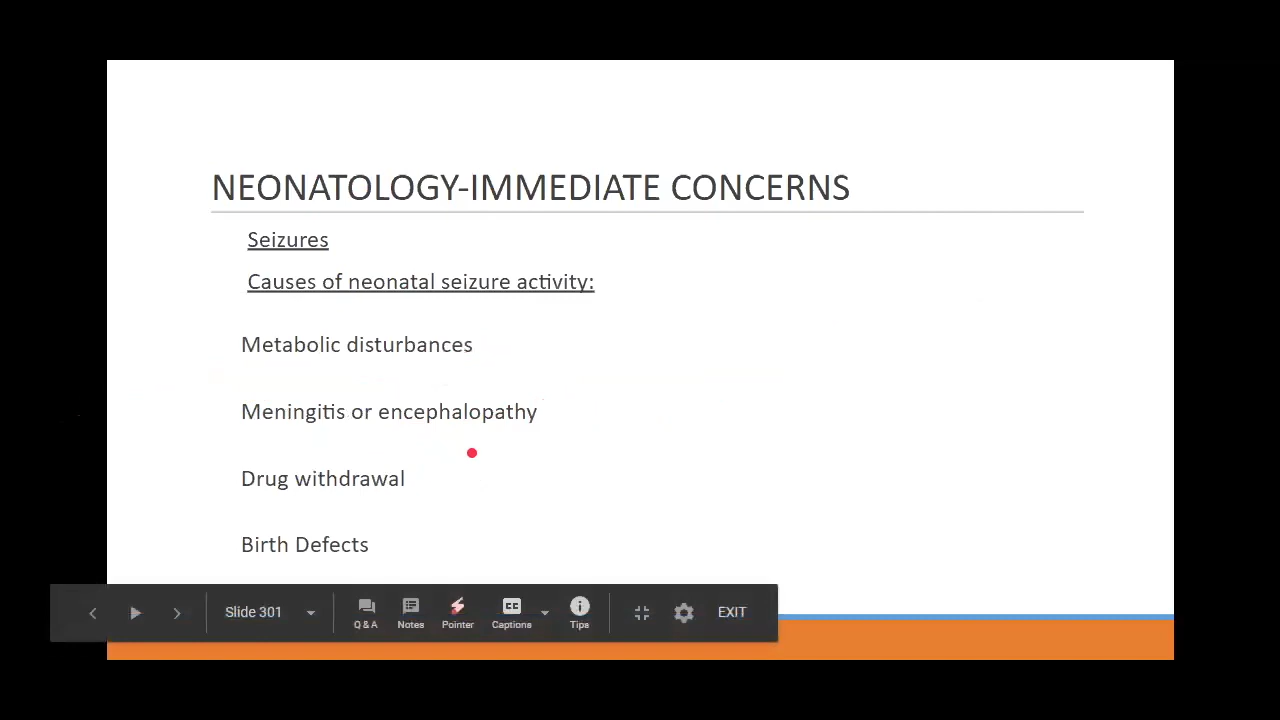 NEONATOLOGY-IMMEDIATE CONCERNS
Seizures
Causes of neonatal seizure activity:
Metabolic disturbances
Meningitis or encephalopathy
Drug withdrawal
Birth Defects
Slide 301
Q & A
Notes
Pointer
CC
Captions
Tips
EXIT